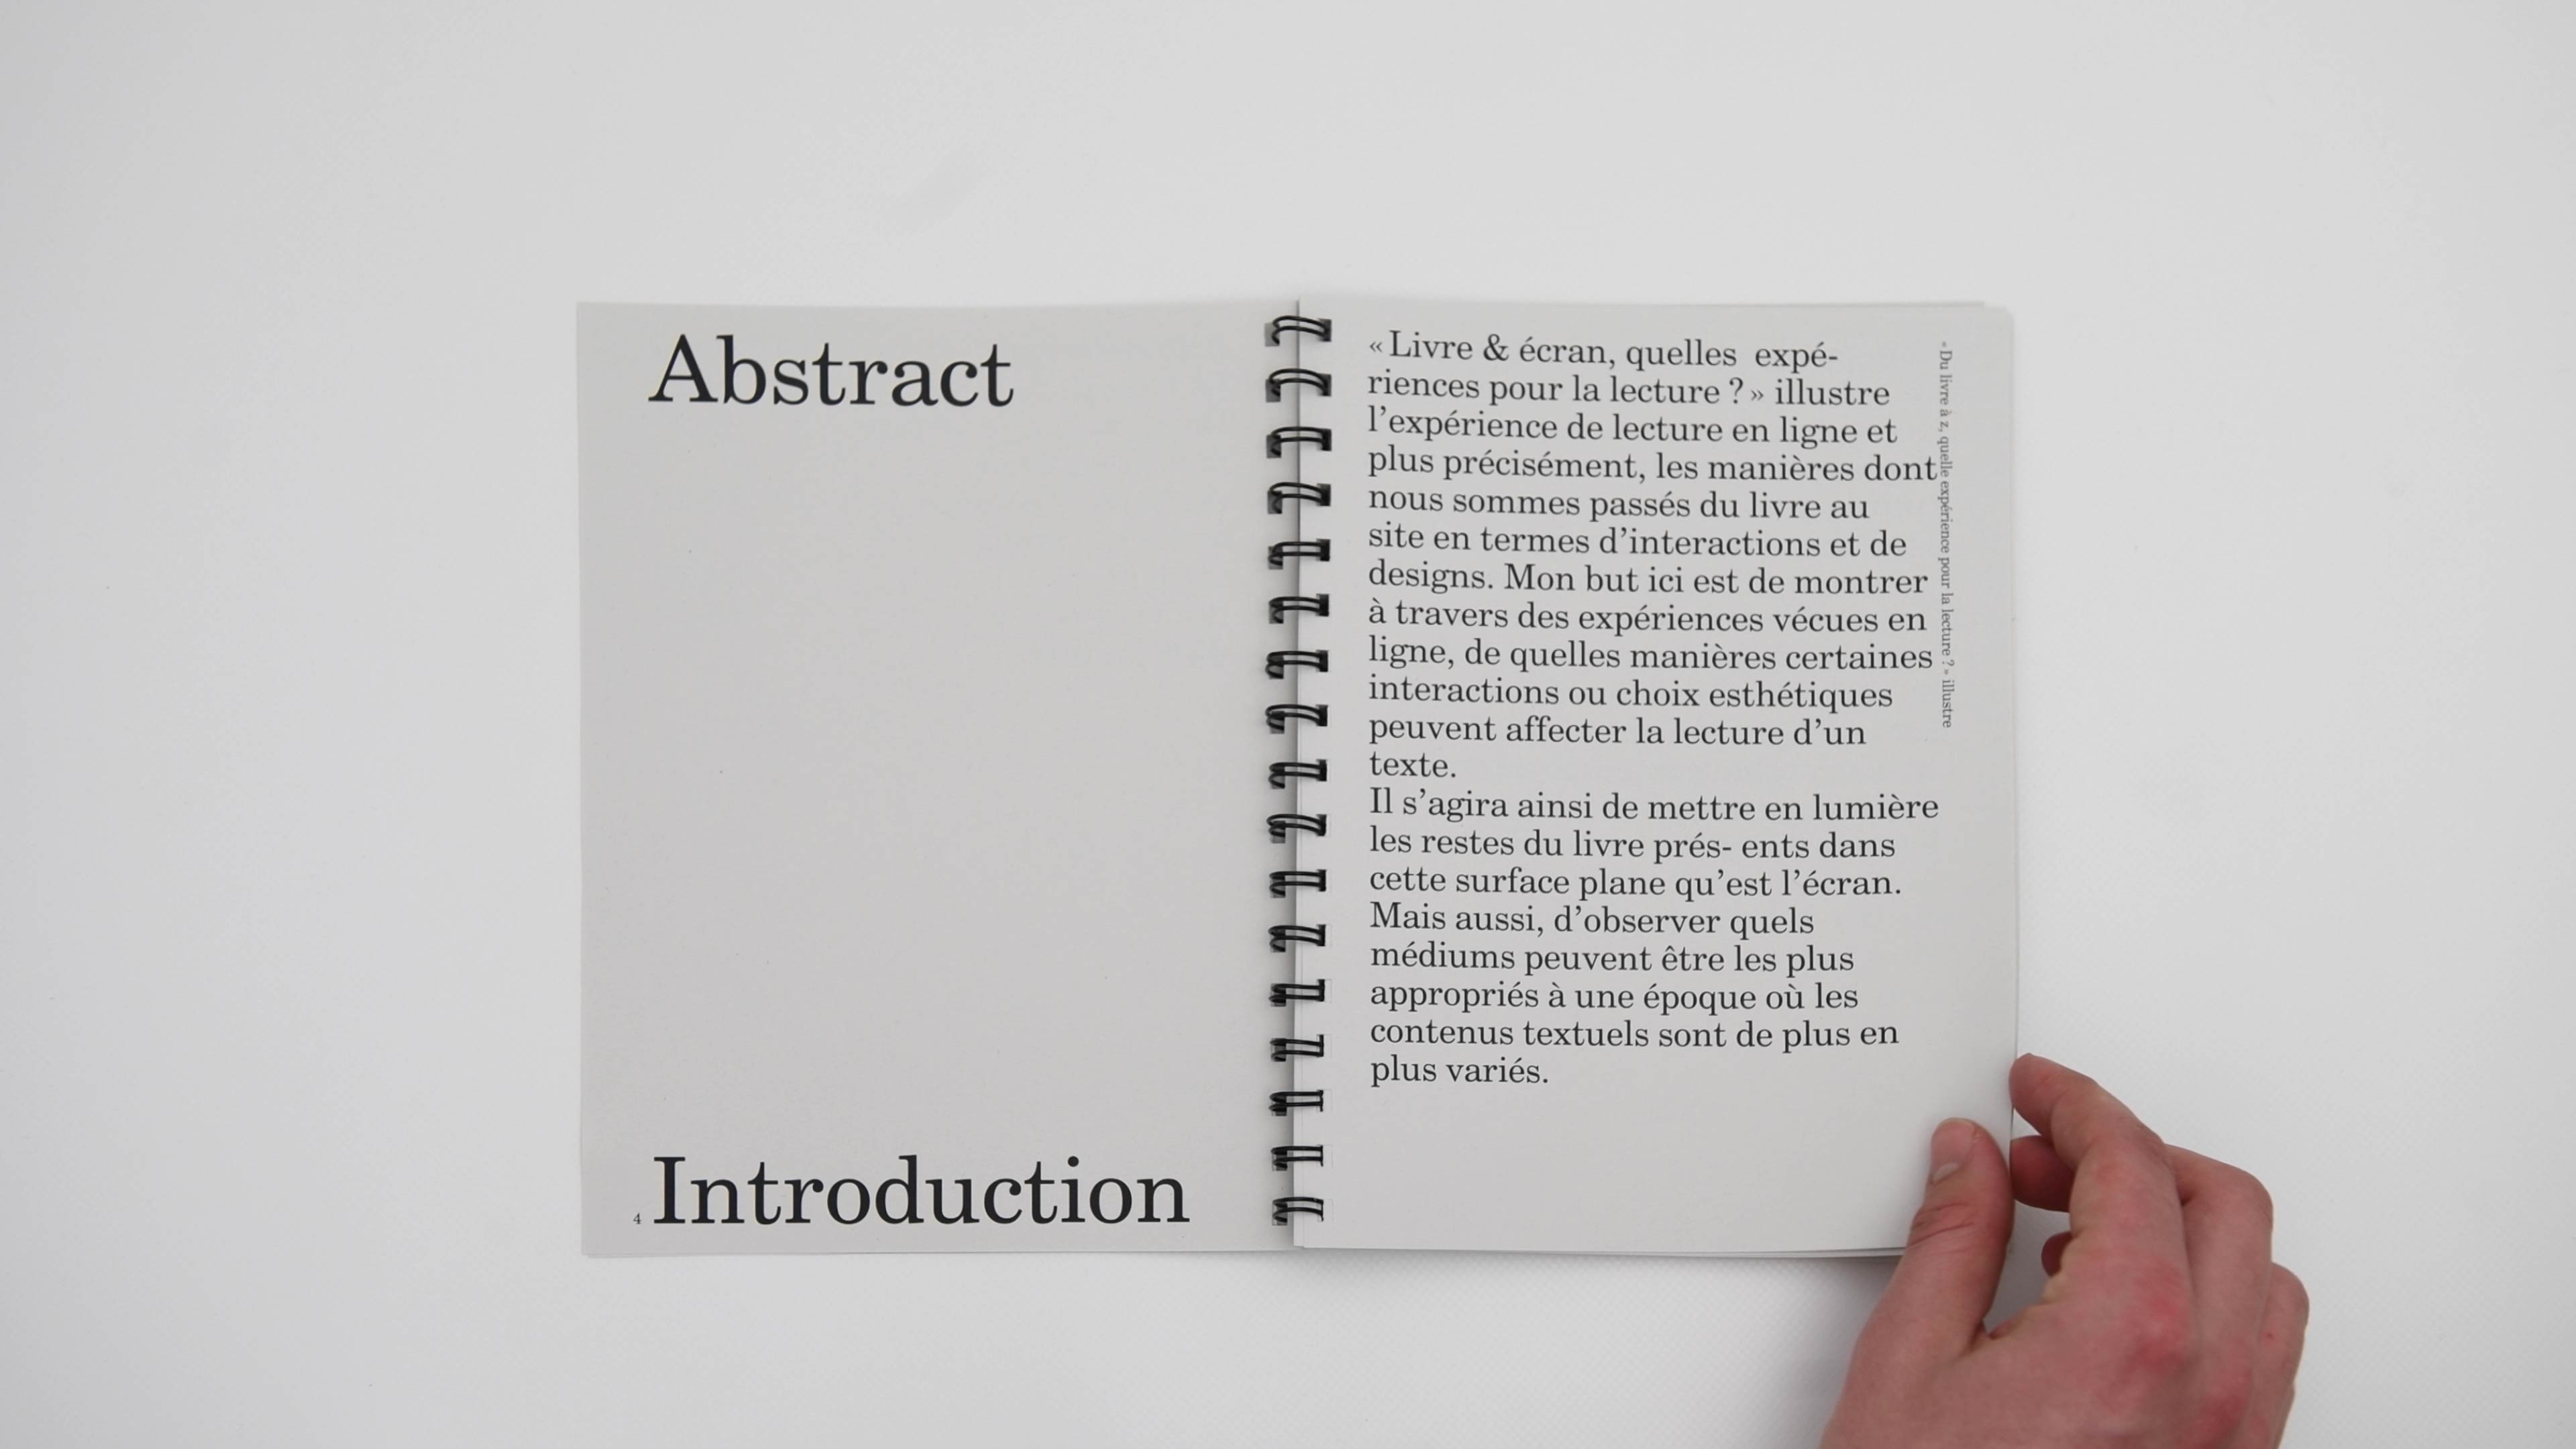 Abstract
4 Introduction
« Livre & écran, quelles expé-
riences pour la lecture ? » illustre
l’expérience de lecture en ligne et
plus précisément, les manières dont
nous sommes passés du livre au
site en termes d’interactions et de
designs. Mon but ici est de montrer
à travers des expériences vécues en
ligne, de quelles manières certaines
interactions ou choix esthétiques
peuvent affecter la lecture d’un
texte.
Il s’agira ainsi de mettre en lumière
les restes du livre prés- ents dans
cette surface plane qu’est l’écran.
Mais aussi, d’observer quels
médiums peuvent être les plus
appropriés à une époque où les
contenus textuels sont de plus en
plus variés.
« Du livre à z, quelle expérience pour la lecture ? » illustre